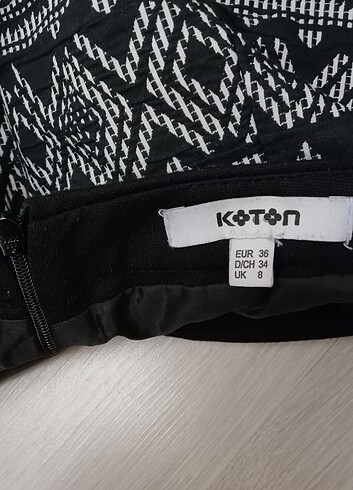 KOTON
EUR 36
D/CH 34
UK 8